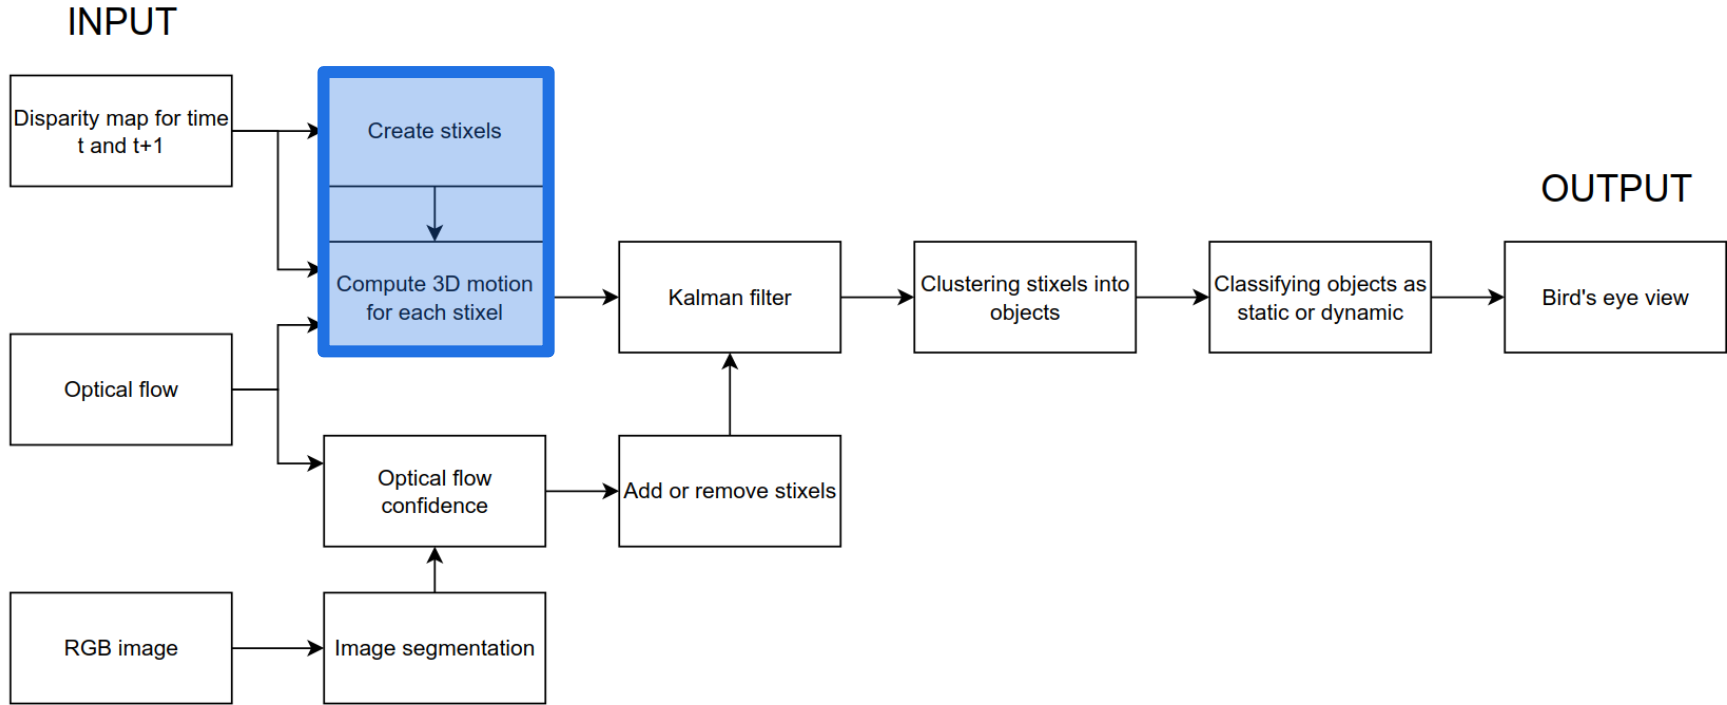 INPUT
Disparity map for time
t and t+1
Create stixels
OUTPUT
Compute 3D motion
for each stixel
Kalman filter
Clustering stixels into
objects
Classifying objects as
static or dynamic
Bird's eye view
Optical flow
Optical flow
confidence
Add or remove stixels
RGB image
Image segmentation